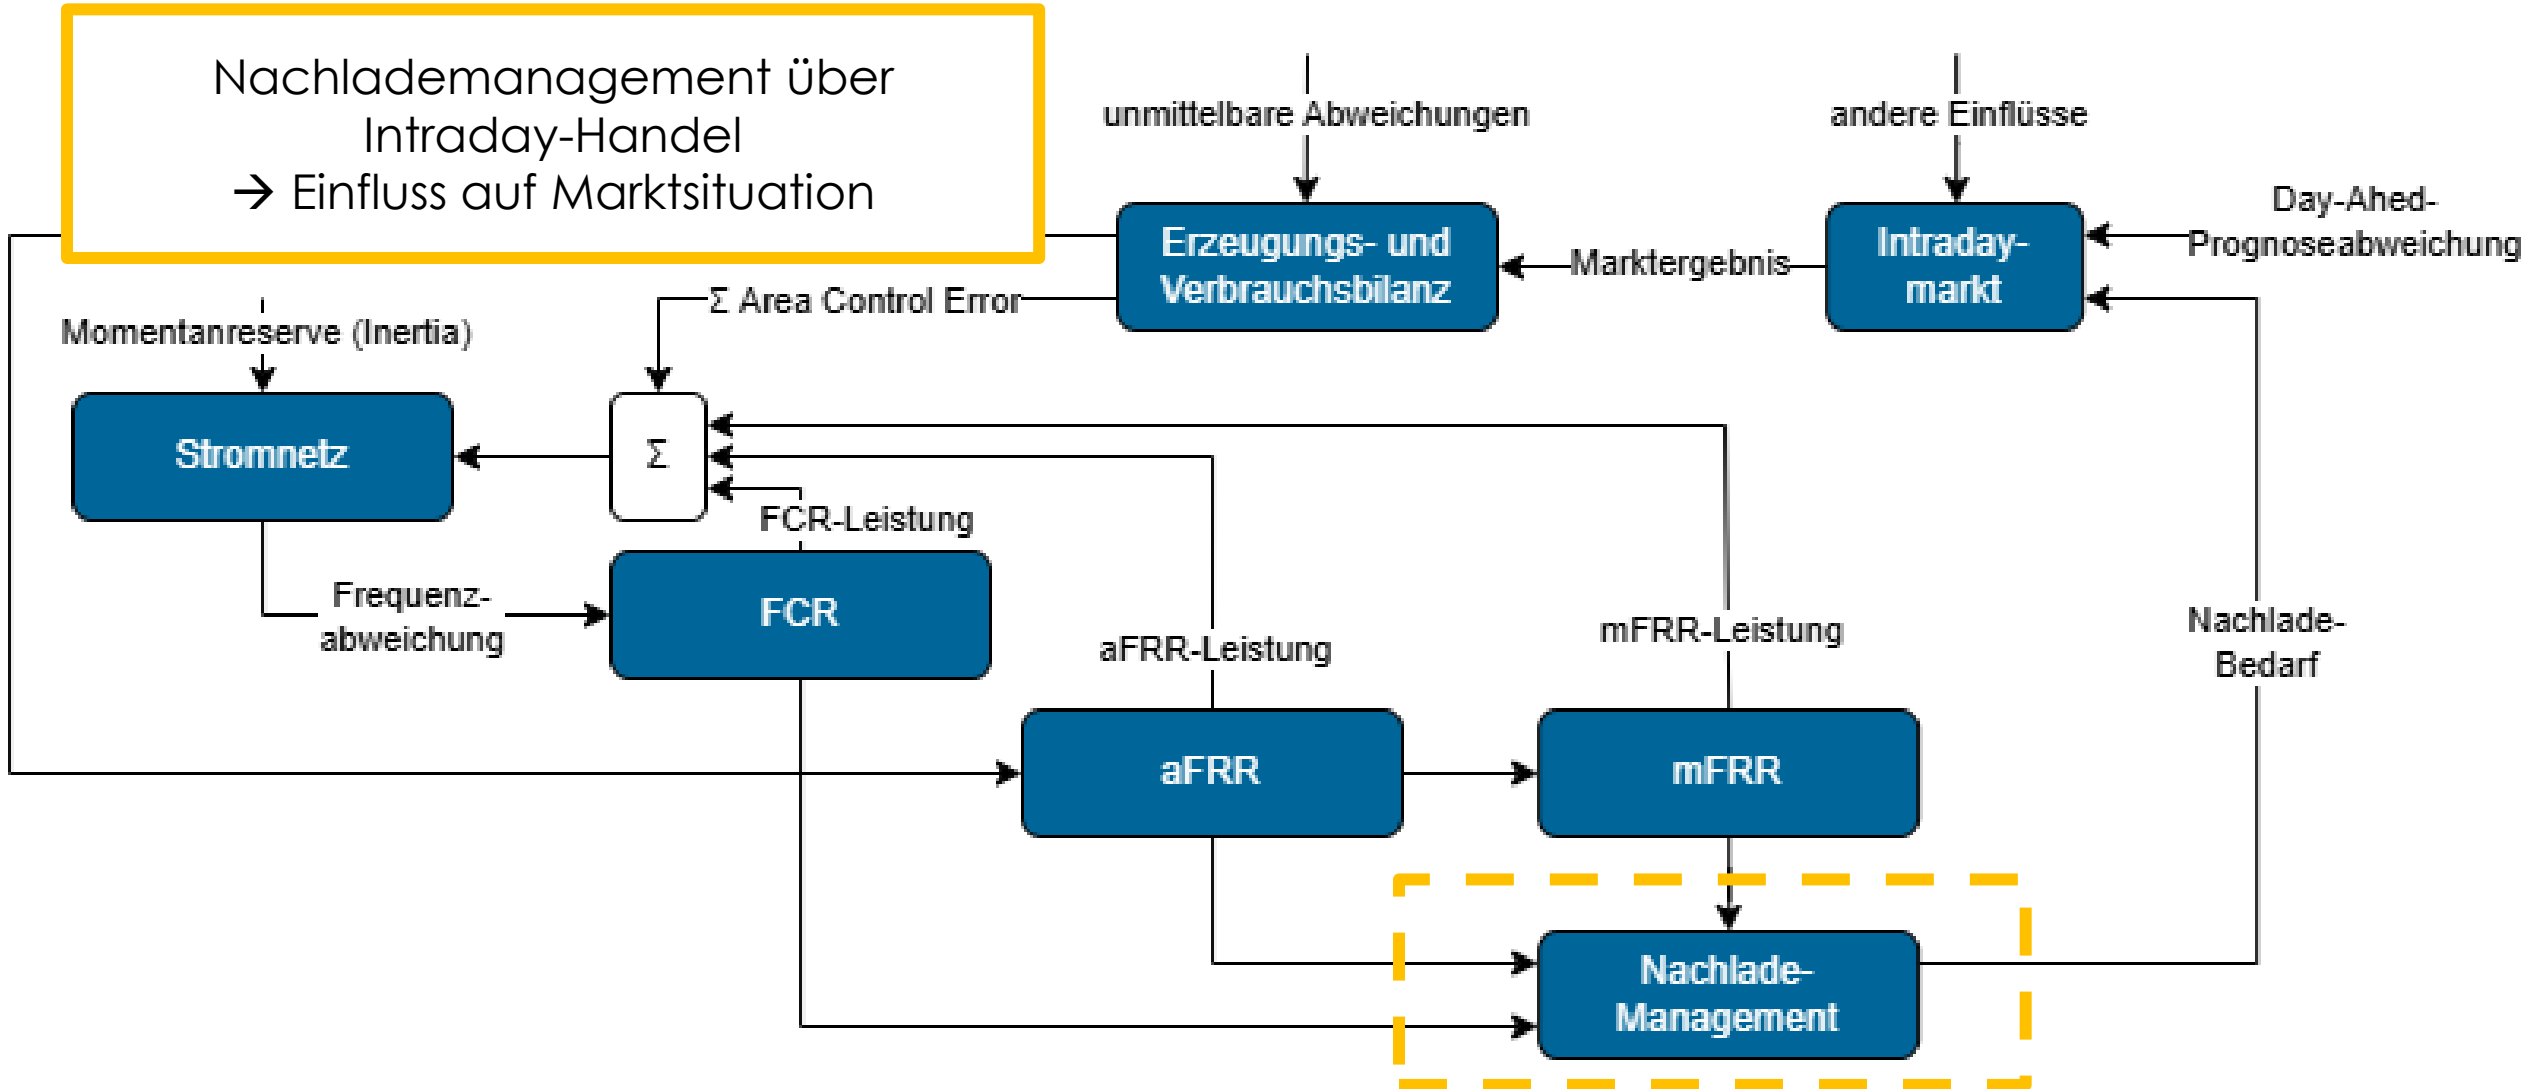 Nachlademanagement über
Intraday-Handel
→ Einfluss auf Marktsituation
unmittelbare Abweichungen
andere Einflüsse
Day-Ahed-
Prognoseabweichung
Erzeugungs- und
Verbrauchsbilanz
Marktergebnis
Intraday-
markt
Σ Area Control Error
Momentanreserve (Inertia)
Stromnetz
Σ
FCR-Leistung
Frequenz-
abweichung
FCR
aFRR-Leistung
mFRR-Leistung
Nachlade-
Bedarf
aFRR
mFRR
Nachlade-
Management